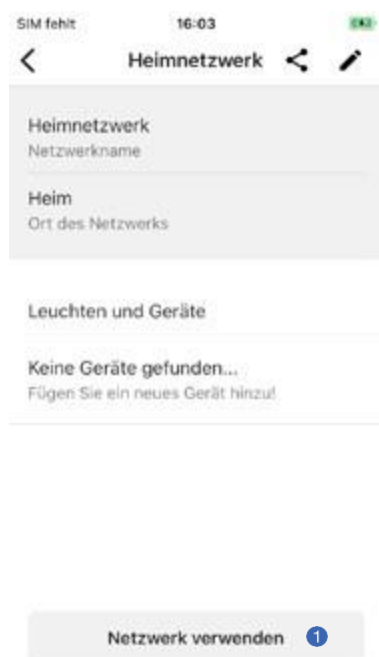 SIM fehlt 16:03
Heimnetzwerk
Heimnetzwerk
Netzwerkname
Heim
Ort des Netzwerks
Leuchten und Geräte
Keine Geräte gefunden...
Fügen Sie ein neues Gerät hinzu!
Netzwerk verwenden 1